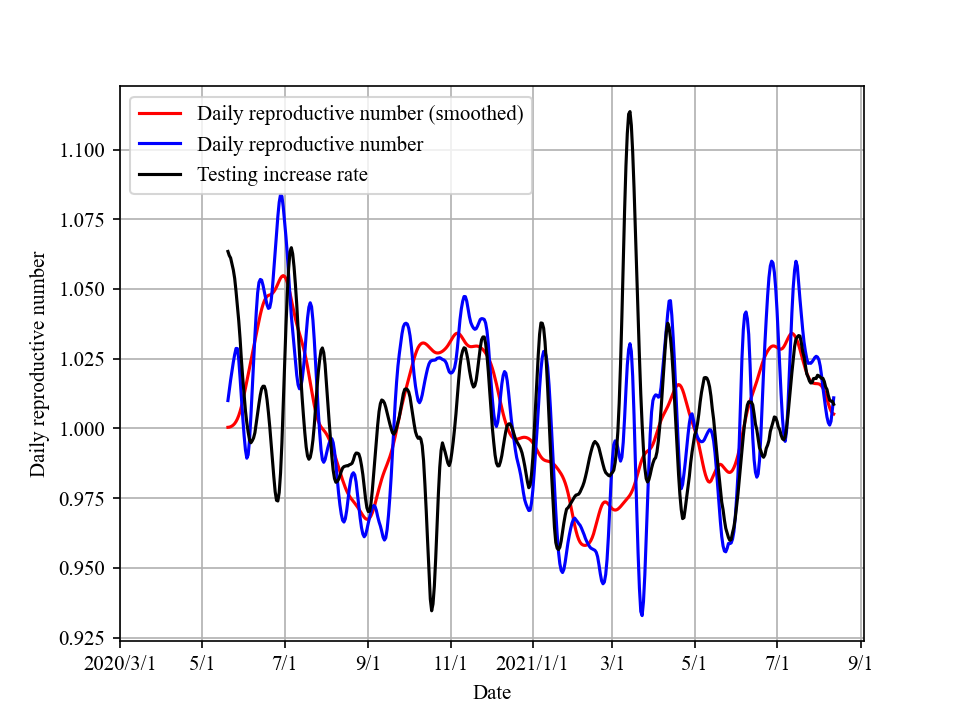 Daily reproductive number (smoothed)
Daily reproductive number
Testing increase rate
Daily reproductive number
1.100
1.075
1.050
1.025
1.000
0.975
0.950
0.925
2020/3/1 5/1 7/1 9/1 11/1 2021/1/1 3/1 5/1 7/1 9/1
Date